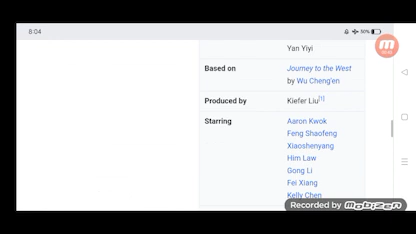 8:04
50%
Yan Yiyi
Based on
Journey to the West
by Wu Cheng'en
Produced by
Kiefer Liu[1]
Starring
Aaron Kwok
Feng Shaofeng
Xiaoshenyang
Him Law
Gong Li
Fei Xiang
Kelly Chen
Recorded by
Mobizen